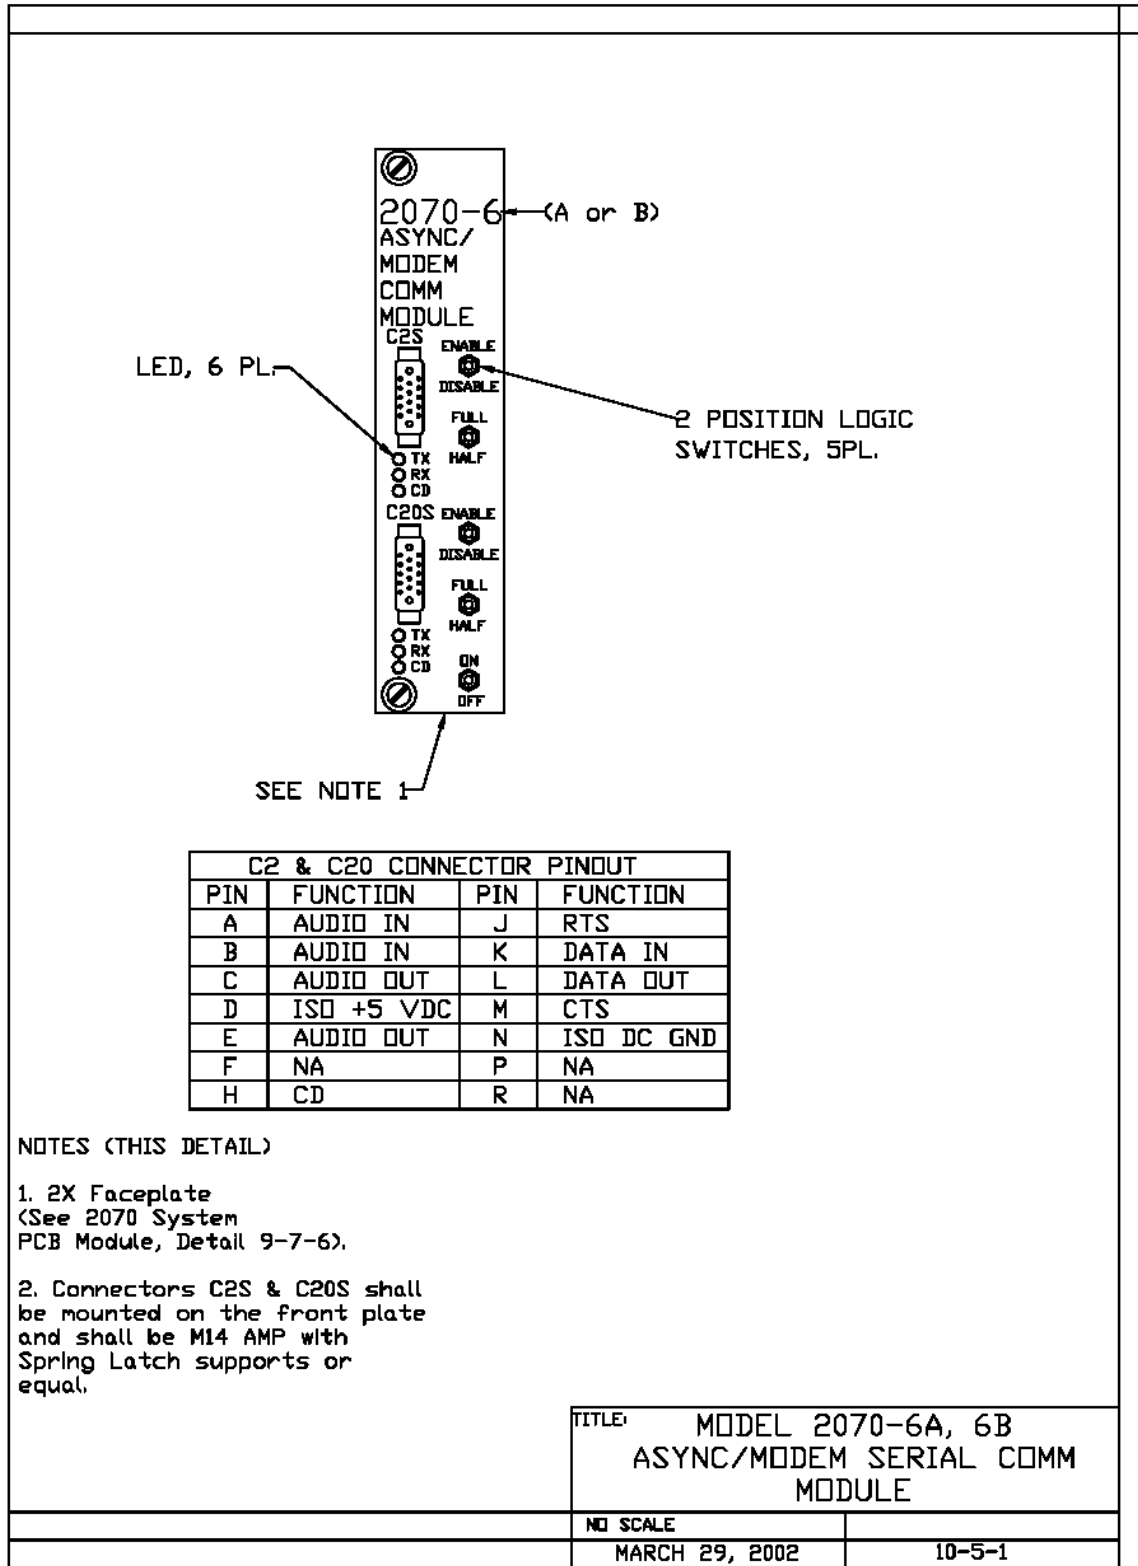 2070-6
(A or B)
ASYNC/
MODEM
COMM
MODULE
C2S
ENABLE
DISABLE
LED, 6 PL.
FULL
HALF
2 POSITION LOGIC
SWITCHES, 5PL.
TX
RX
CD
C20S
ENABLE
DISABLE
FULL
HALF
TX
RX
CD
ON
OFF
SEE NOTE 1
C2 & C20 CONNECTOR PINOUT
PIN FUNCTION PIN FUNCTION
A AUDIO IN J RTS
B AUDIO IN K DATA IN
C AUDIO OUT L DATA OUT
D ISO +5 VDC M CTS
E AUDIO OUT N ISO DC GND
F NA P NA
H CD R NA
NOTES (THIS DETAIL)
1. 2X Faceplate
(See 2070 System
PCB Module, Detail 9-7-6).
2. Connectors C2S & C20S shall
be mounted on the front plate
and shall be M14 AMP with
Spring Latch supports or
equal.
TITLE:
MODEL 2070-6A, 6B
ASYNC/MODEM SERIAL COMM
MODULE
NO SCALE
MARCH 29, 2002
10-5-1